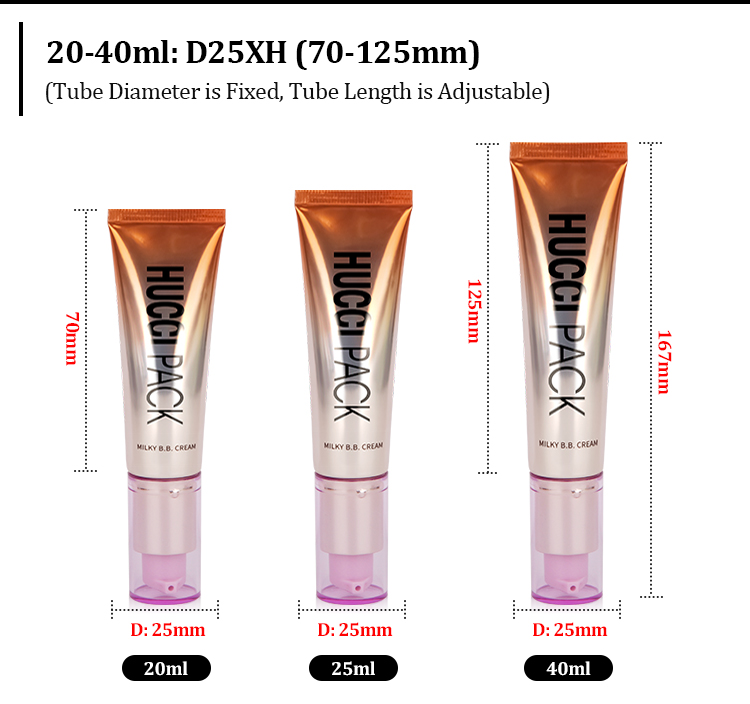 20-40ml: D25XH (70-125mm)
(Tube Diameter is Fixed, Tube Length is Adjustable)
70mm
HUCCI PACK
MILKY B.B. CREAM
D: 25mm
20ml
HUCCI PACK
MILKY B.B. CREAM
D: 25mm
25ml
125mm
HUCCI PACK
MILKY B.B. CREAM
167mm
D: 25mm
40ml